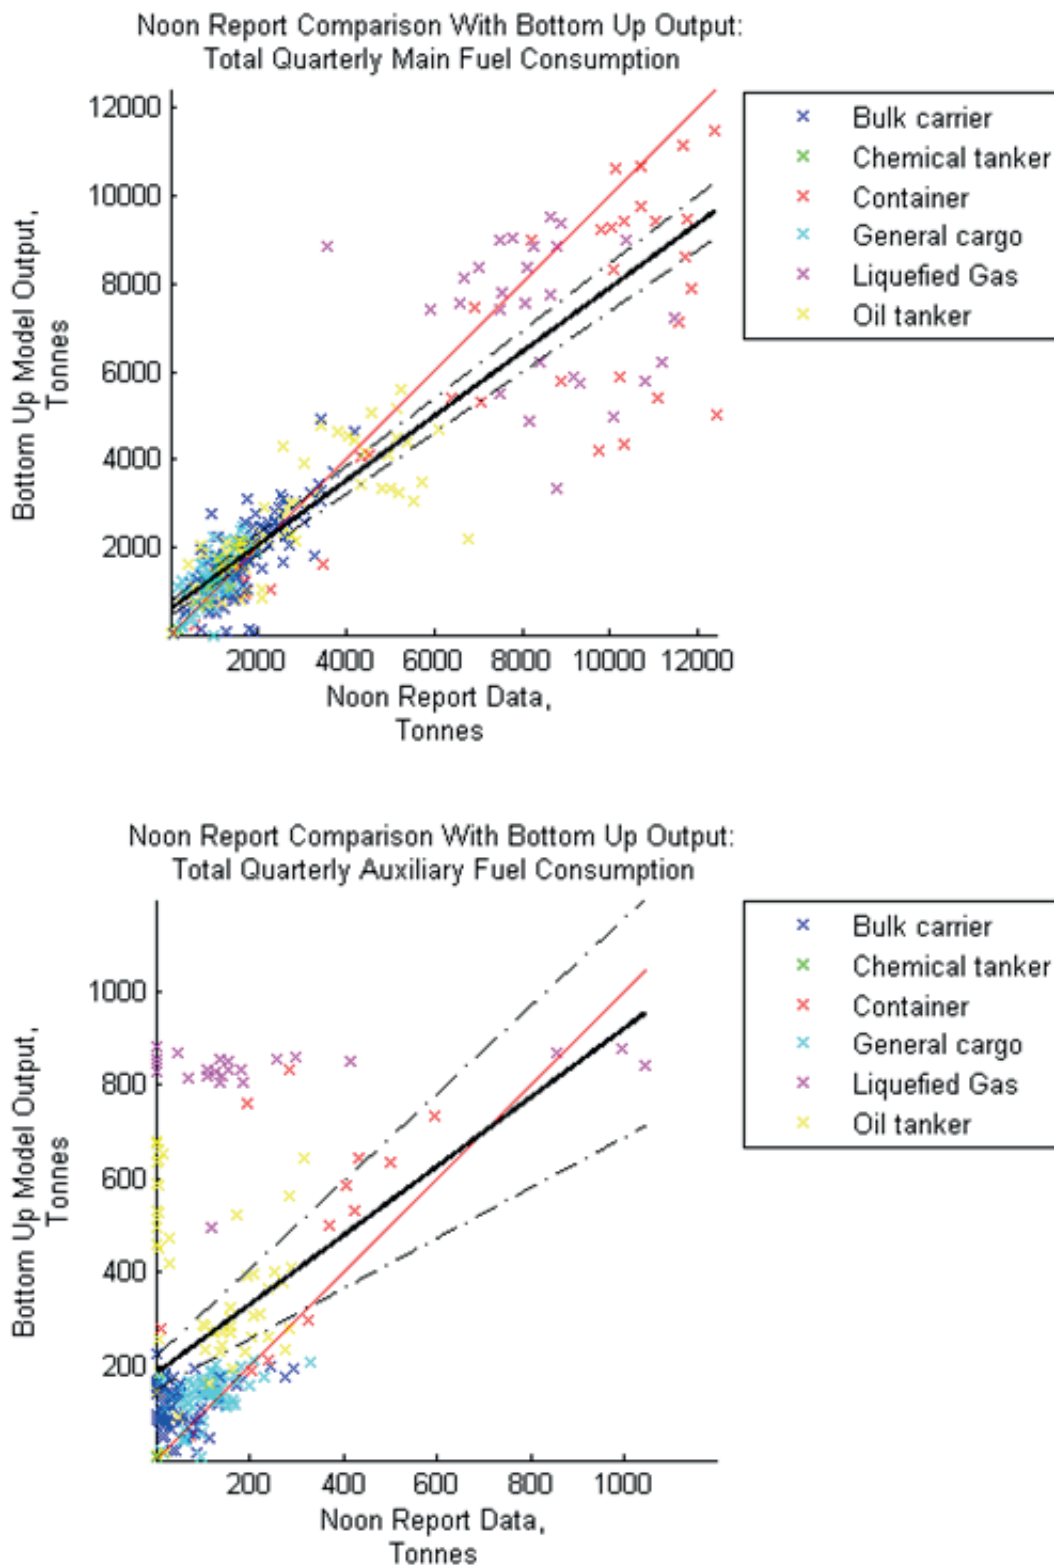 Noon Report Comparison With Bottom Up Output:
Total Quarterly Main Fuel Consumption
12000
10000
8000
6000
4000
2000
Bottom Up Model Output,
Tonnes
2000 4000 6000 8000 10000 12000
Noon Report Data,
Tonnes
Bulk carrier
Chemical tanker
Container
General cargo
Liquefied Gas
Oil tanker
Noon Report Comparison With Bottom Up Output:
Total Quarterly Auxiliary Fuel Consumption
1000
800
600
400
200
Bottom Up Model Output,
Tonnes
200 400 600 800 1000
Noon Report Data,
Tonnes
Bulk carrier
Chemical tanker
Container
General cargo
Liquefied Gas
Oil tanker